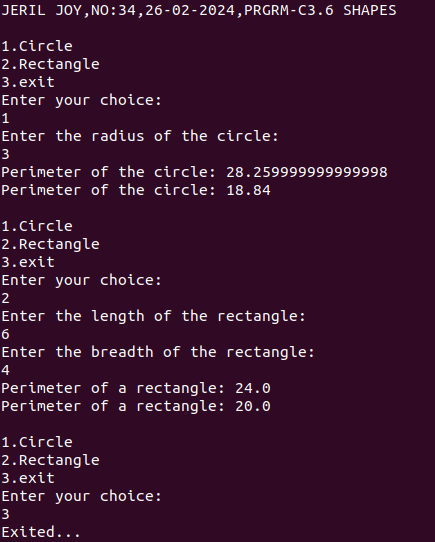 JERIL JOY,NO:34,26-02-2024,PRGRM-C3.6 SHAPES
1.Circle
2.Rectangle
3.exit
Enter your choice:
1
Enter the radius of the circle:
3
Perimeter of the circle: 28.259999999999998
Perimeter of the circle: 18.84
1.Circle
2.Rectangle
3.exit
Enter your choice:
2
Enter the length of the rectangle:
6
Enter the breadth of the rectangle:
4
Perimeter of a rectangle: 24.0
Perimeter of a rectangle: 20.0
1.Circle
2.Rectangle
3.exit
Enter your choice:
3
Exited...